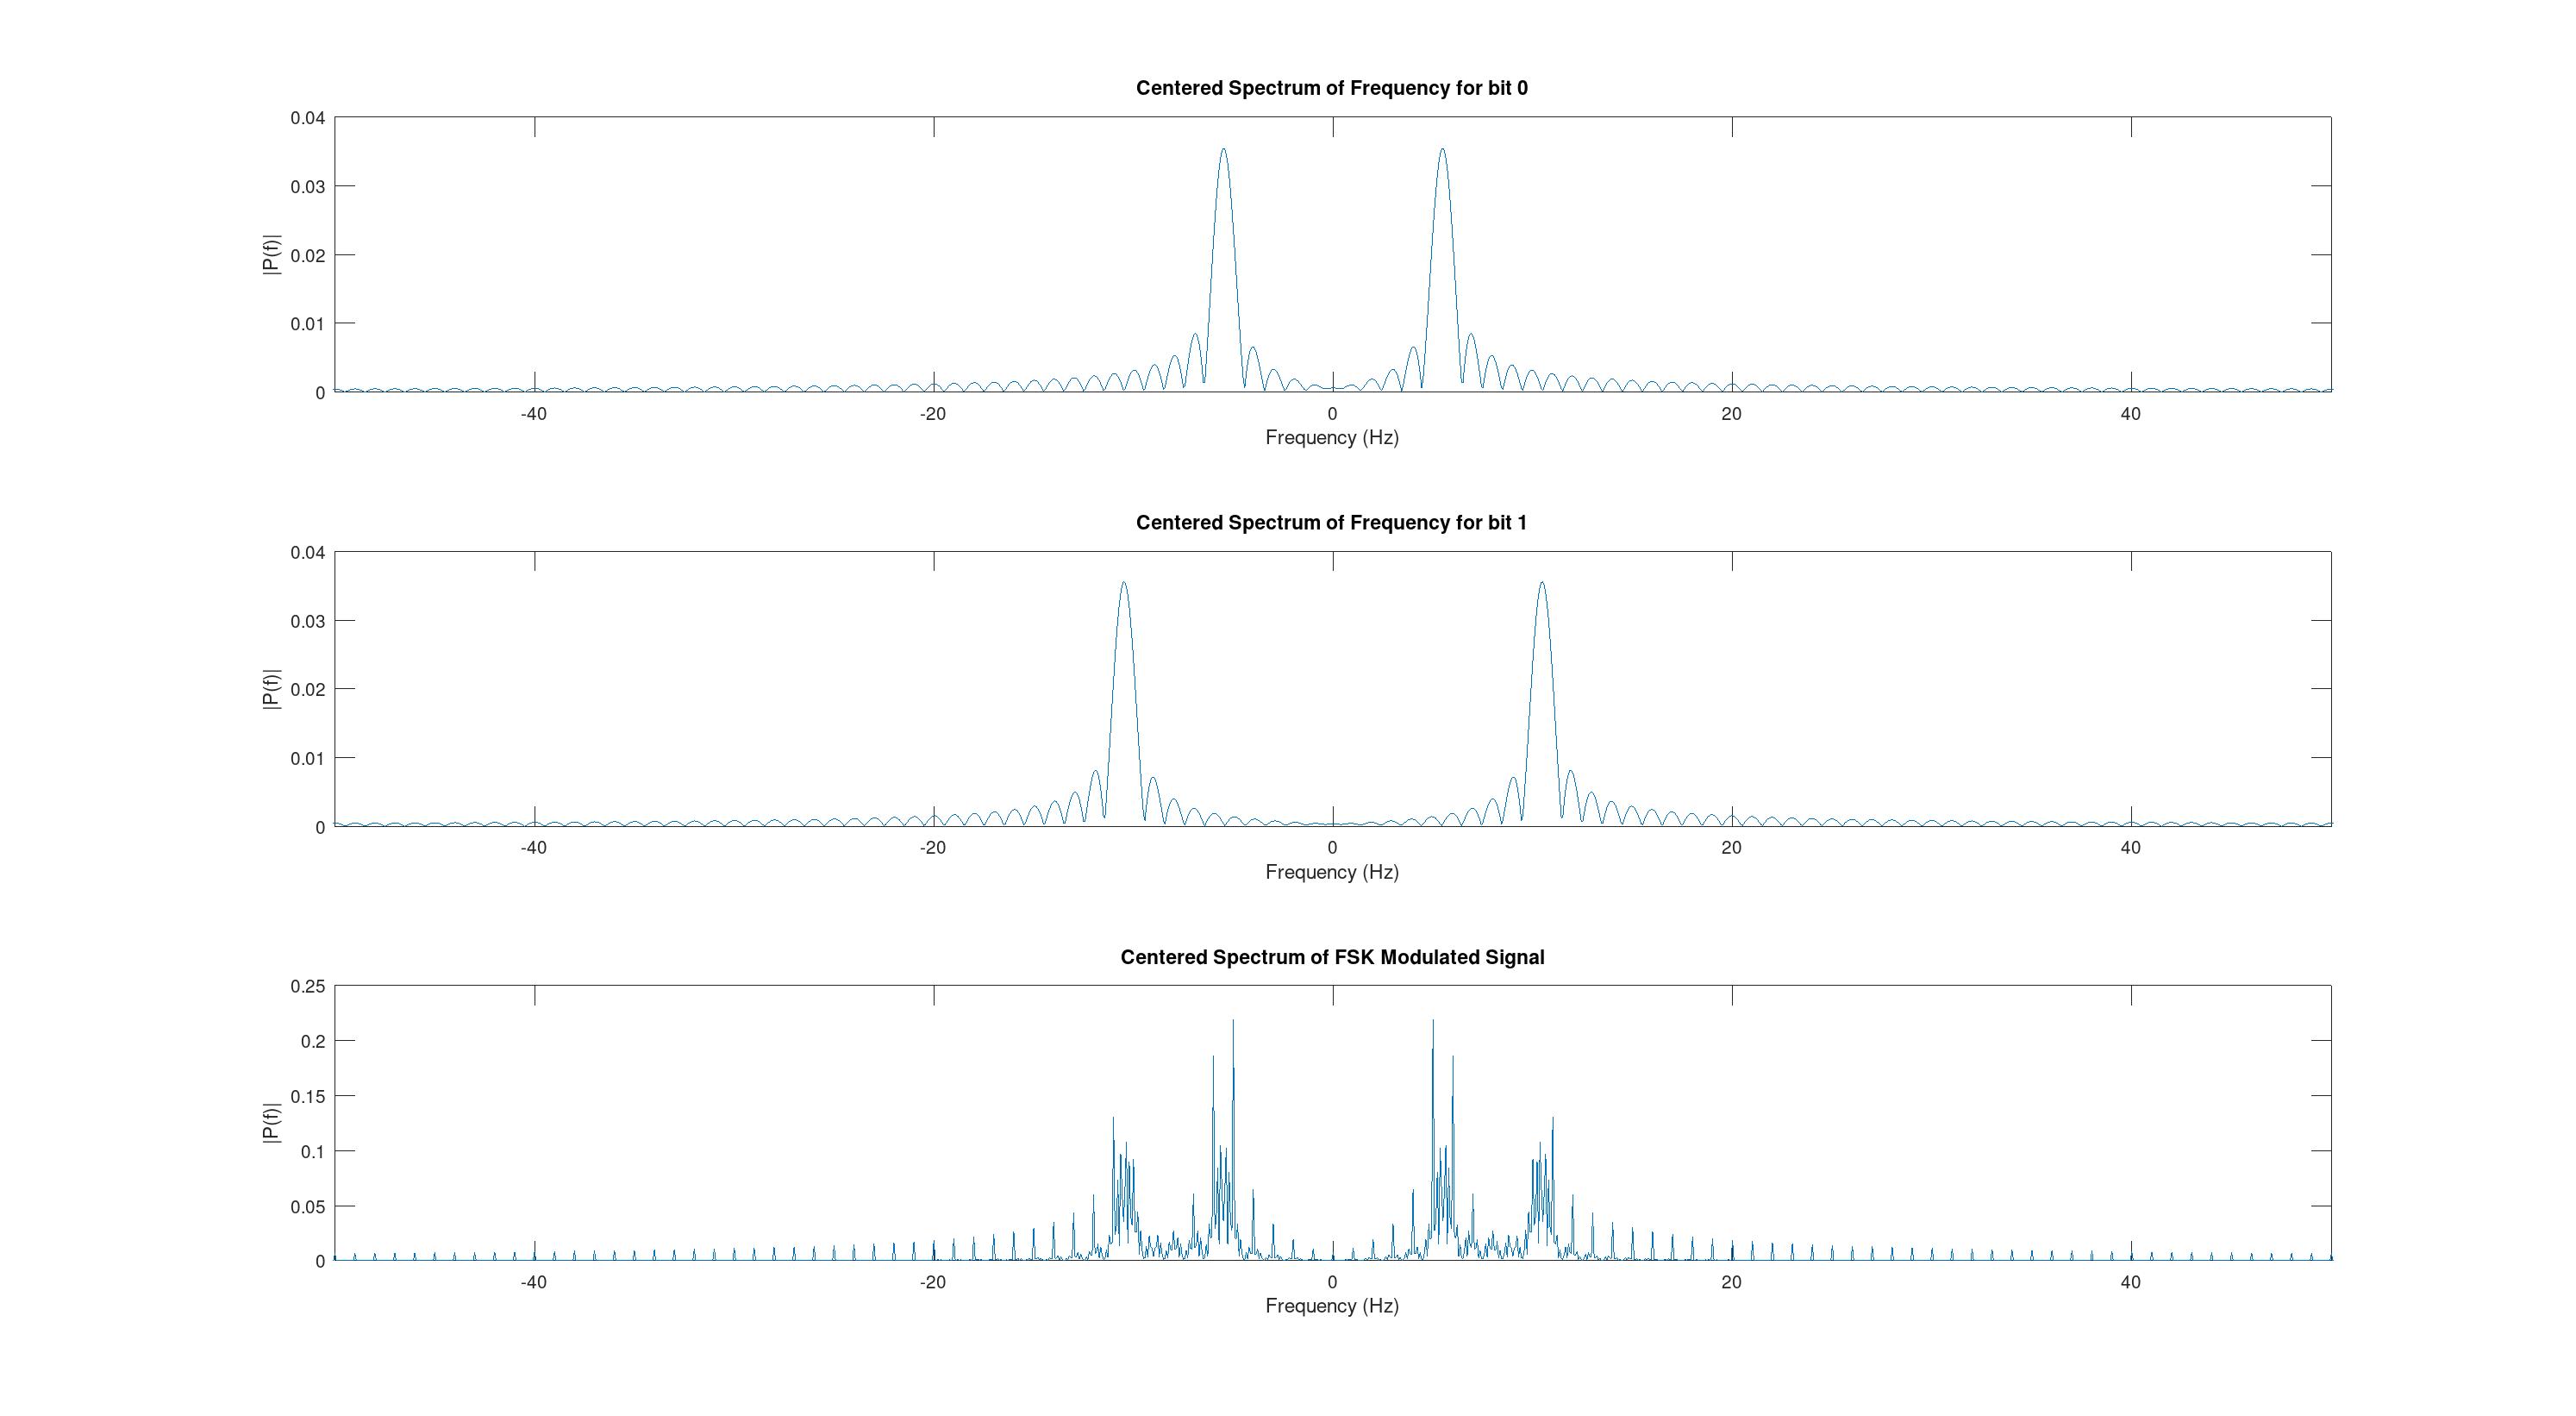 Centered Spectrum of Frequency for bit 0
0.04
0.03
0.02
0.01
0
|P(f)|
-40 -20 0 20 40
Frequency (Hz)
Centered Spectrum of Frequency for bit 1
0.04
0.03
0.02
0.01
0
|P(f)|
-40 -20 0 20 40
Frequency (Hz)
Centered Spectrum of FSK Modulated Signal
0.25
0.2
0.15
0.1
0.05
0
|P(f)|
-40 -20 0 20 40
Frequency (Hz)